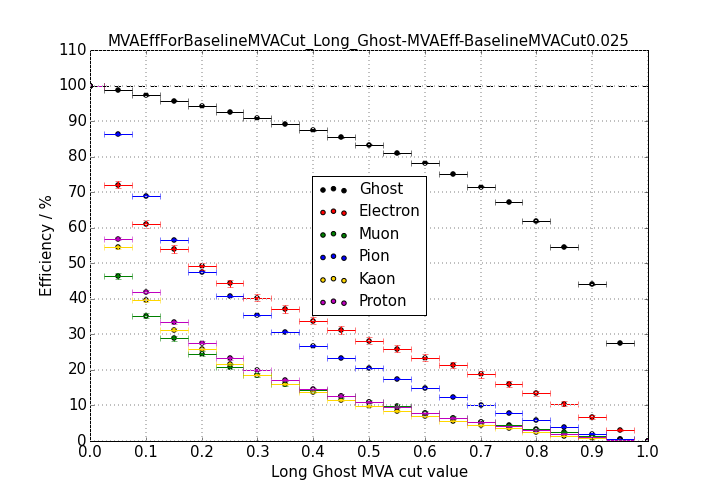 MVAEffForBaselineMVACut_Long_Ghost-MVAEff-BaselineMVACut0.025
110
100
90
80
70
60
50
40
30
20
10
0
Efficiency / %
Ghost
Electron
Muon
Pion
Kaon
Proton
0.0 0.1 0.2 0.3 0.4 0.5 0.6 0.7 0.8 0.9 1.0
Long Ghost MVA cut value